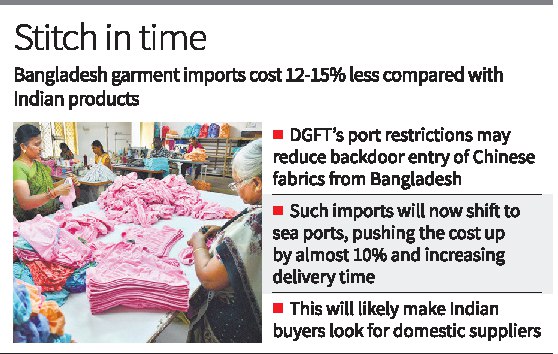 Stitch in time
Bangladesh garment imports cost 12-15% less compared with
Indian products
■ DGFT's port restrictions may
reduce backdoor entry of Chinese
fabrics from Bangladesh
■ Such imports will now shift to
sea ports, pushing the cost up
by almost 10% and increasing
delivery time
■ This will likely make Indian
buyers look for domestic suppliers